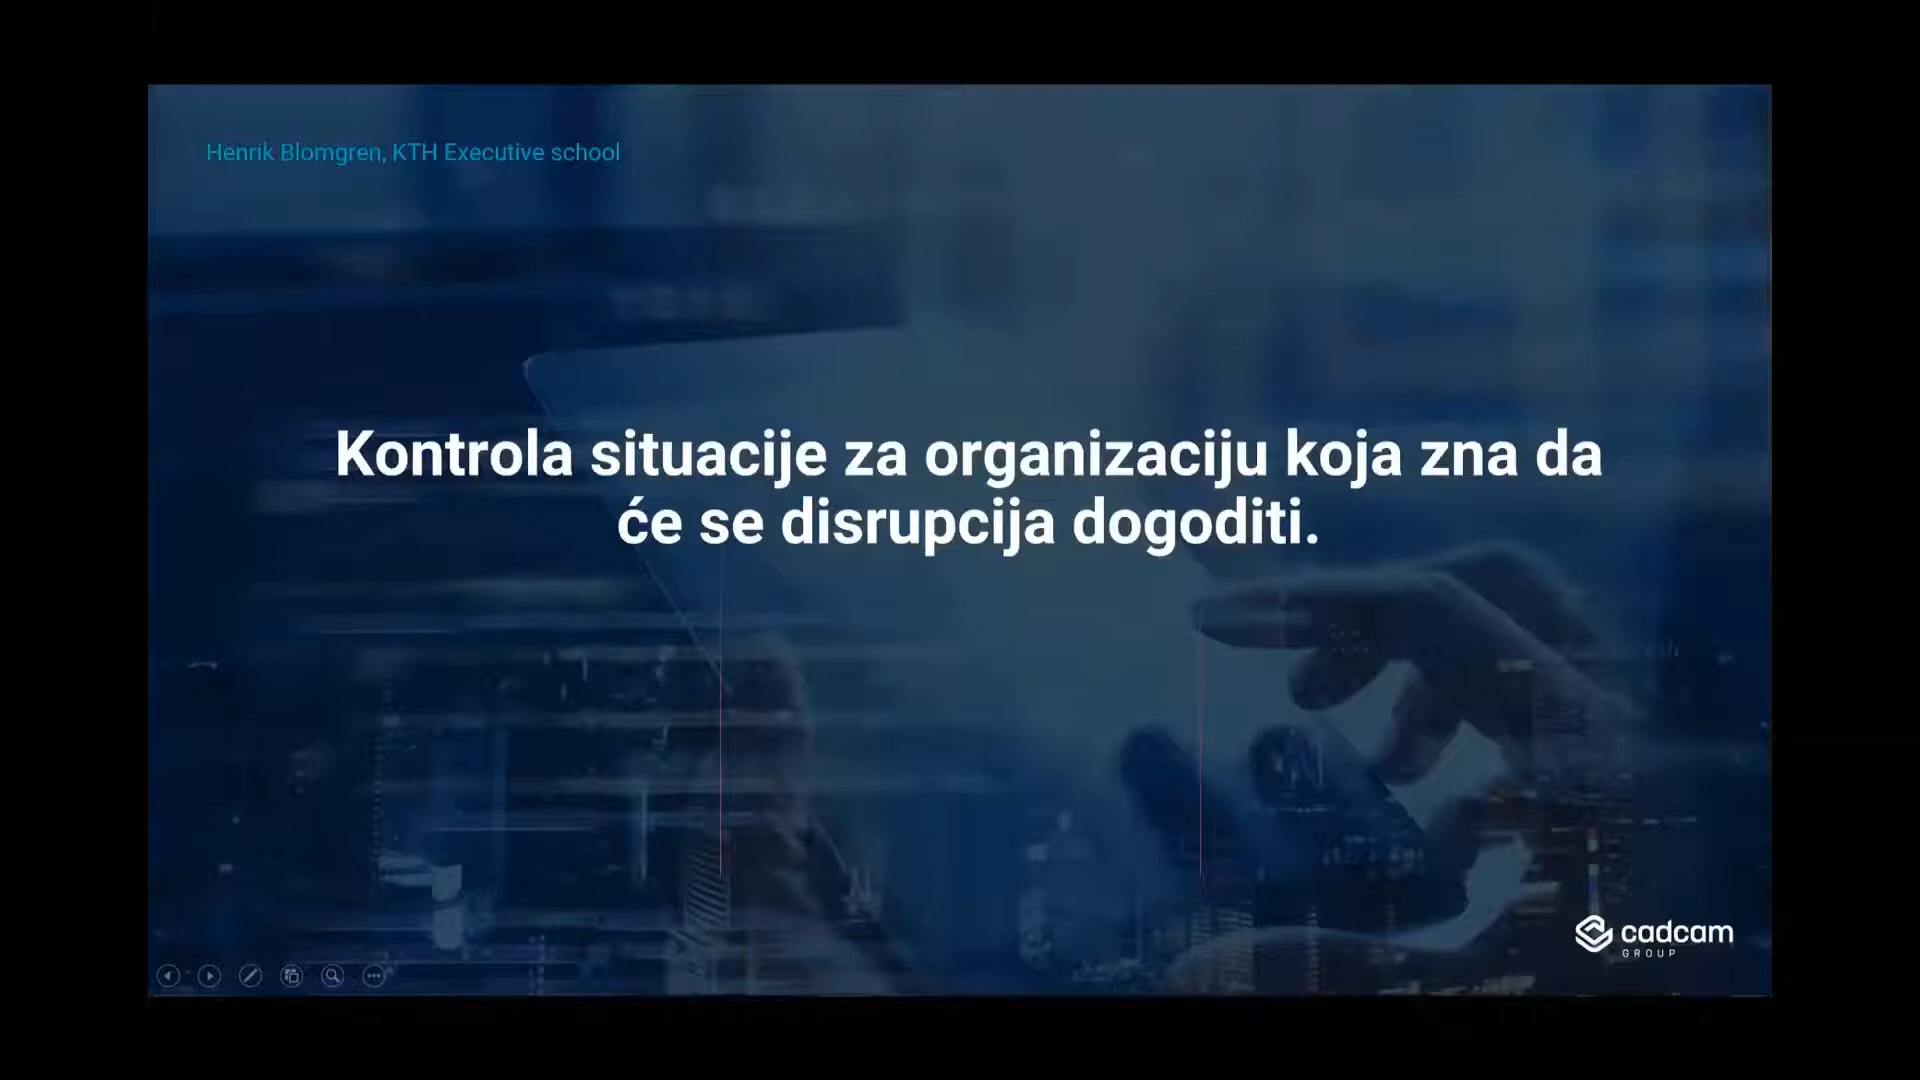 Henrik Blomgren, KTH Executive school
Kontrola situacije za organizaciju koja zna da
će se disrupcija dogoditi.
cadcam
GROUP